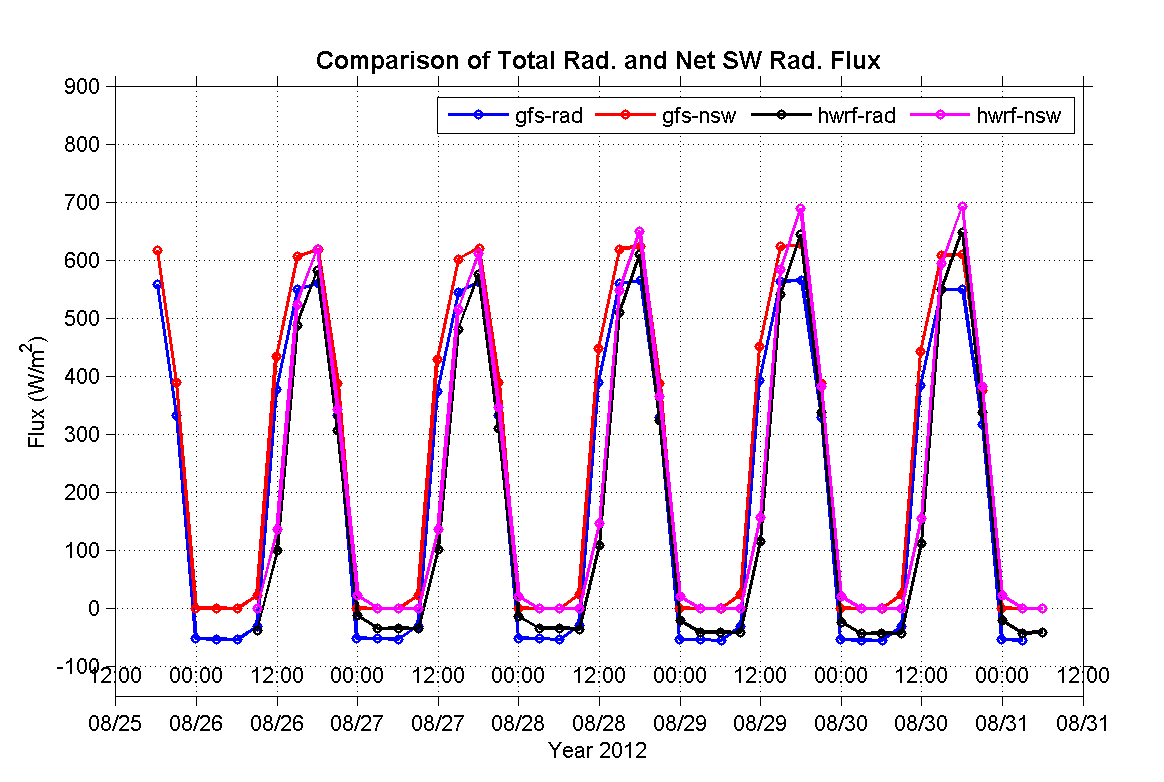 Comparison of Total Rad. and Net SW Rad. Flux
gfs-rad gfs-nsw hwrf-rad hwrf-nsw
900
800
700
600
500
400
300
200
100
0
-100
Flux (W/m²)
12:00 00:00 12:00 00:00 12:00 00:00 12:00 00:00 12:00 00:00 12:00 00:00 12:00
08/25 08/26 08/26 08/27 08/27 08/28 08/28 08/29 08/29 08/30 08/30 08/31 08/31
Year 2012